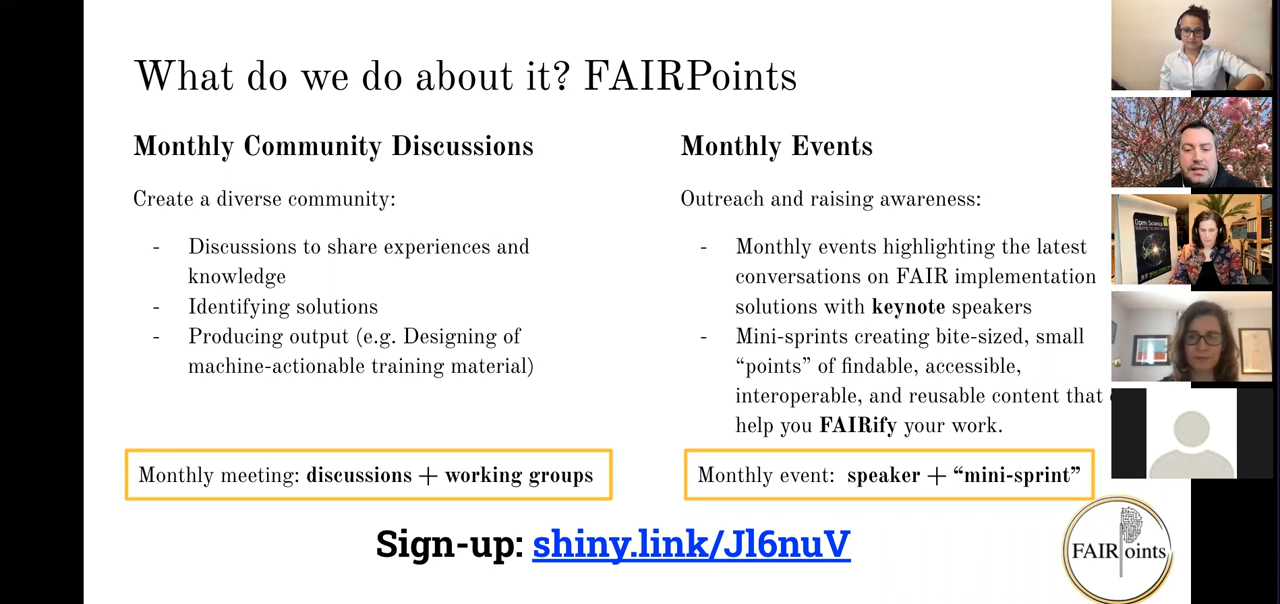 What do we do about it? FAIRPoints
Monthly Community Discussions
Create a diverse community:
- Discussions to share experiences and
knowledge
- Identifying solutions
- Producing output (e.g. Designing of
machine-actionable training material)
Monthly meeting: discussions + working groups
Monthly Events
Outreach and raising awareness:
- Monthly events highlighting the latest
conversations on FAIR implementation
solutions with keynote speakers
- Mini-sprints creating bite-sized, small
“points” of findable, accessible,
interoperable, and reusable content that
help you FAIRify your work.
Monthly event: speaker + “mini-sprint”
Sign-up: shiny.link/Jl6nuV
FAIR oints
Open Science